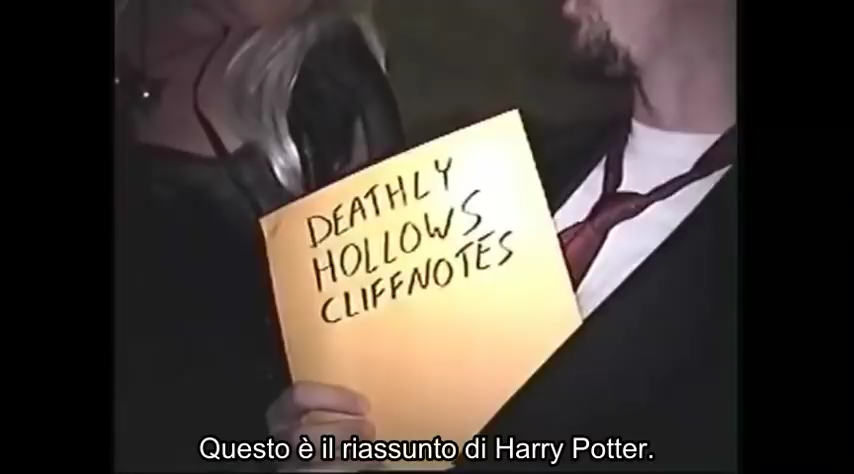 DEATHLY
HOLLOWS
CLIFFNOTES
Questo è il riassunto di Harry Potter.